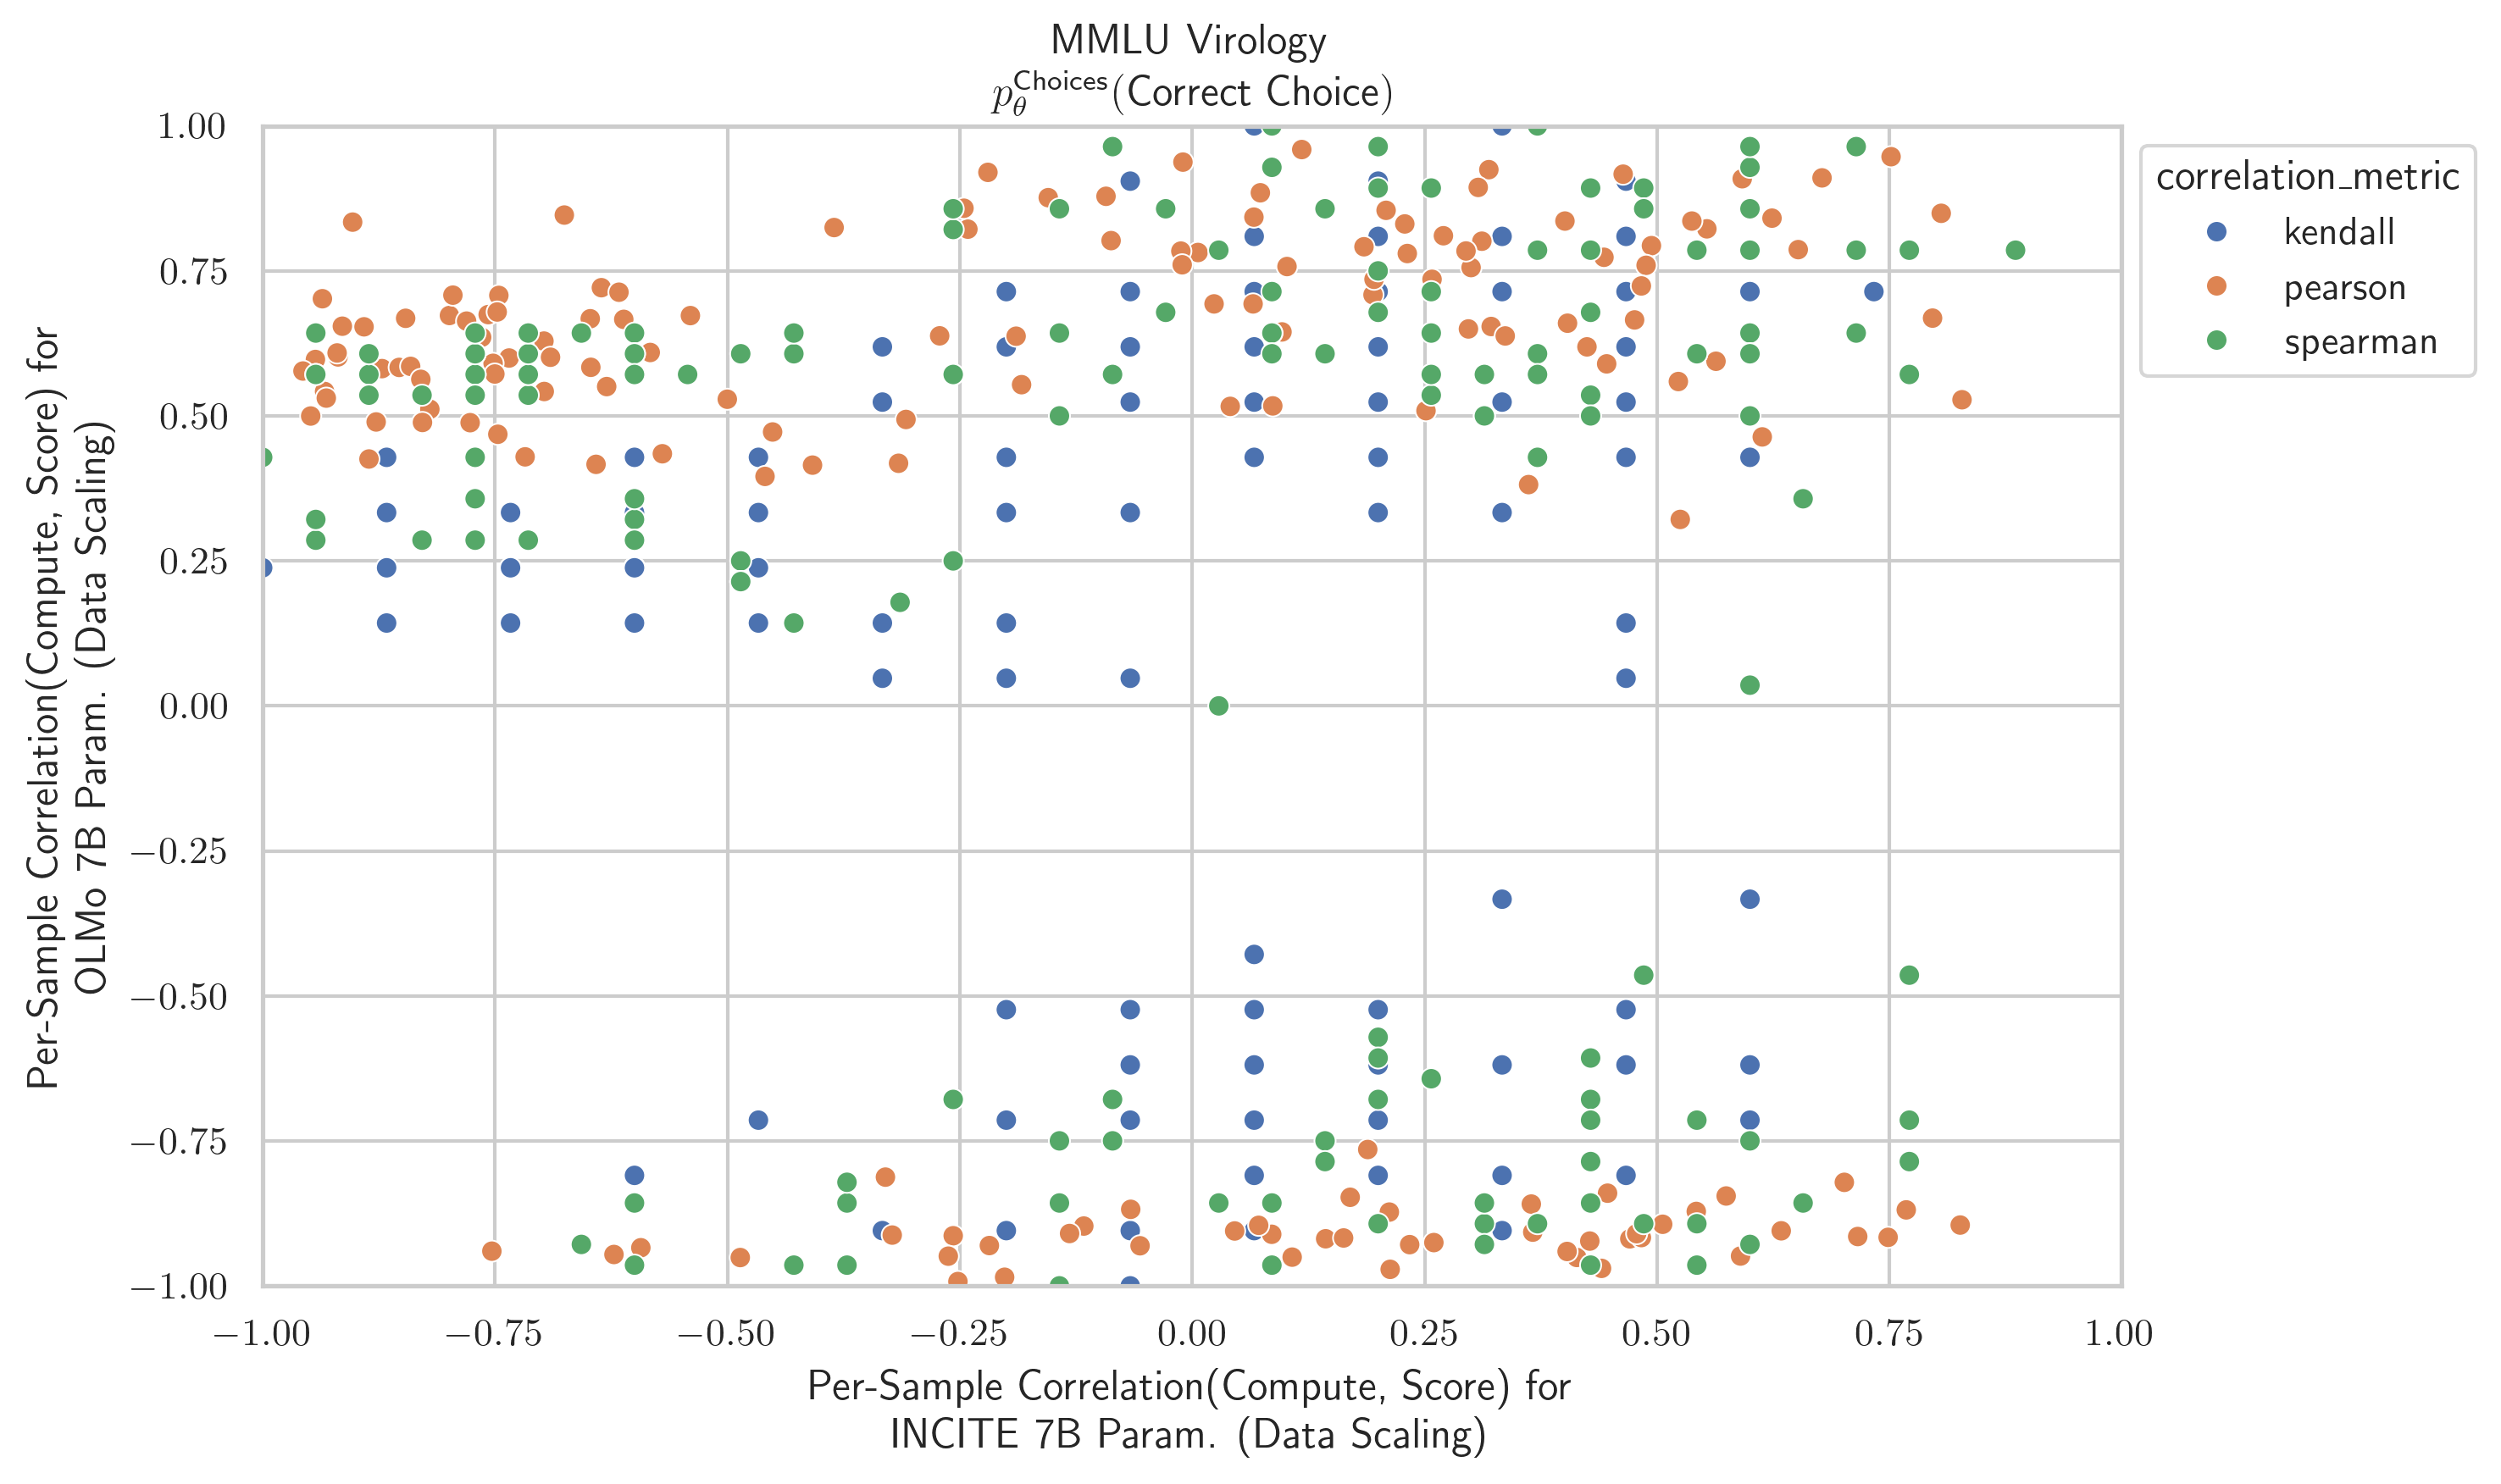 MMLU Virology
p_θ^Choices(Correct Choice)
Per-Sample Correlation(Compute, Score) for
OLMo 7B Param. (Data Scaling)
1.00
0.75
0.50
0.25
0.00
−0.25
−0.50
−0.75
−1.00
−1.00 −0.75 −0.50 −0.25 0.00 0.25 0.50 0.75 1.00
Per-Sample Correlation(Compute, Score) for
INCITE 7B Param. (Data Scaling)
correlation_metric
kendall
pearson
spearman